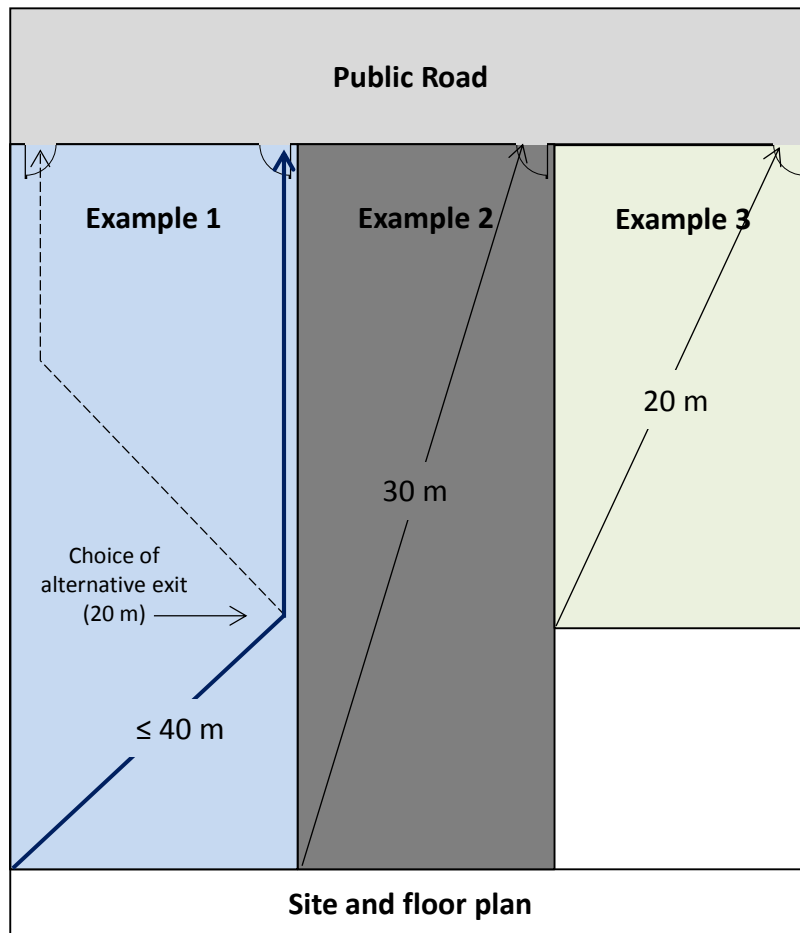 Public Road
Example 1
Example 2
Example 3
20 m
30 m
Choice of
alternative exit
(20 m)
≤ 40 m
Site and floor plan